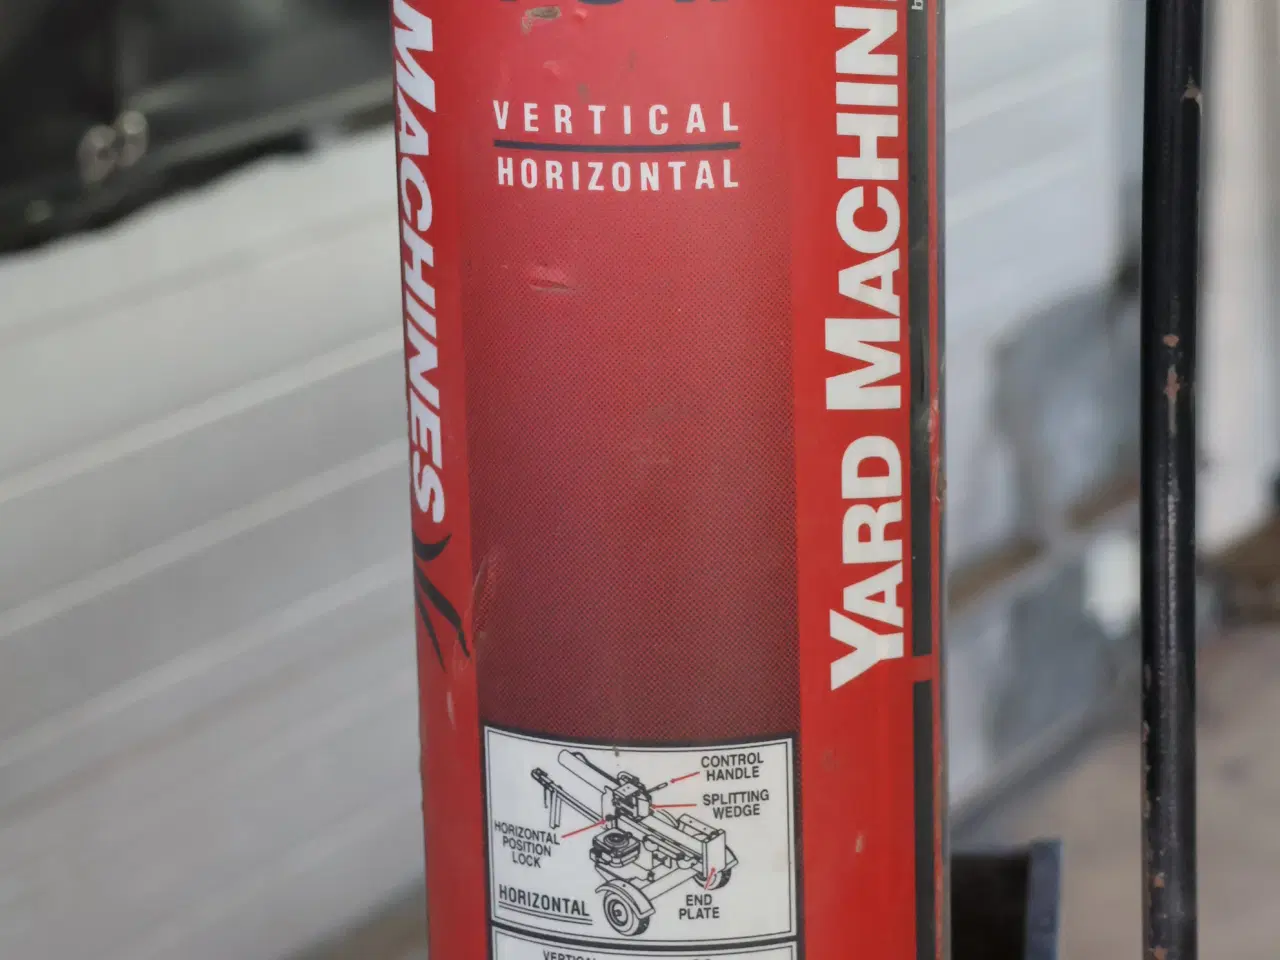 MACHINES
VERTICAL
HORIZONTAL
YARD MACHIN
CONTROL
HANDLE
SPLITTING
WEDGE
HORIZONTAL
POSITION
LOCK
HORIZONTAL
END
PLATE